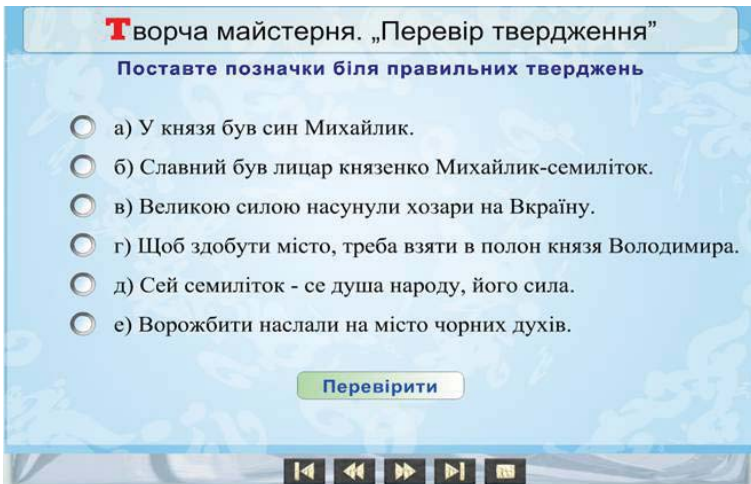 Творча майстерня. „Перевір твердження”
Поставте позначки біля правильних тверджень
а) У князя був син Михайлик.
б) Славний був лицар князенко Михайлик-семиліток.
в) Великою силою насунули хозари на Вкраїну.
г) Щоб здобути місто, треба взяти в полон князя Володимира.
д) Сей семиліток - се душа народу, його сила.
е) Ворожбити наслали на місто чорних духів.
Перевірити